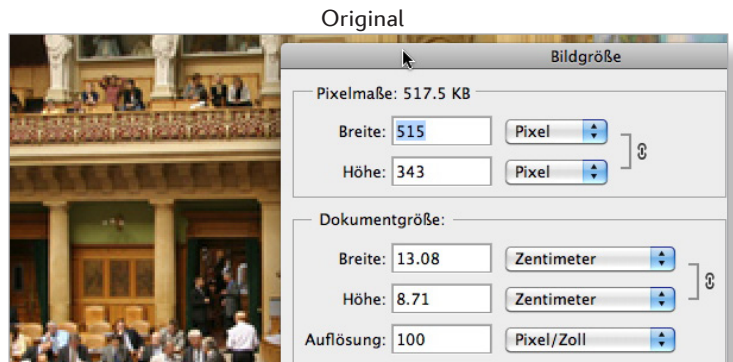 Original
Bildgröße
Pixelmaße: 517.5 KB
Breite: 515 Pixel
Höhe: 343 Pixel
Dokumentgröße:
Breite: 13.08 Zentimeter
Höhe: 8.71 Zentimeter
Auflösung: 100 Pixel/Zoll